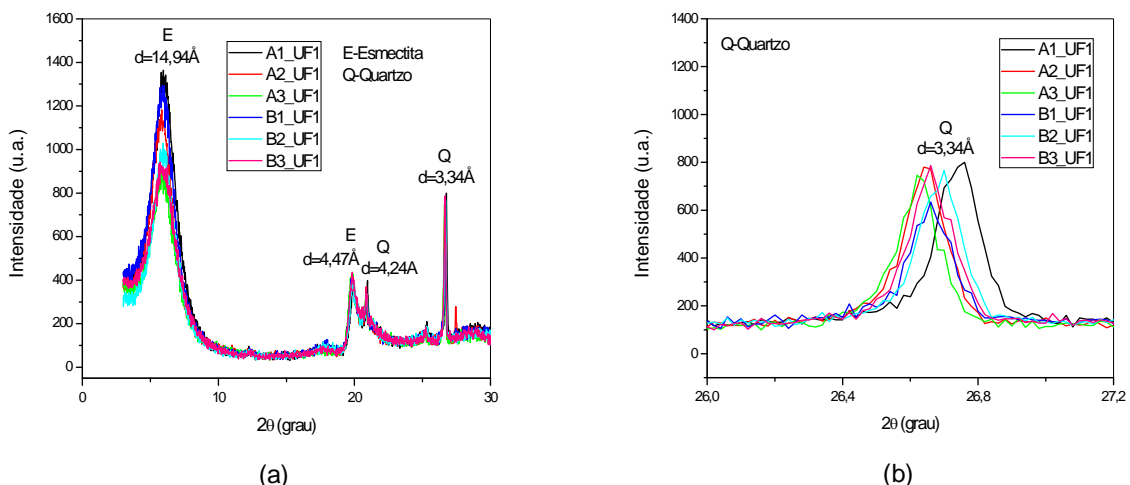 1600
1400
1200
1000
800
600
400
200
0
Intensidade (u.a.)
E
d=14,94Å
A1_UF1
A2_UF1
A3_UF1
B1_UF1
B2_UF1
B3_UF1
E-Esmectita
Q-Quartzo
Q
d=3,34Å
E
d=4,47Å
Q
d=4,24A
0 10 20 30
2θ (grau)
(a)
1400
1200
1000
800
600
400
200
0
Intensidade (u.a.)
Q-Quartzo
A1_UF1
A2_UF1
A3_UF1
B1_UF1
B2_UF1
B3_UF1
Q
d=3,34Å
26,0 26,4 26,8 27,2
2θ (grau)
(b)